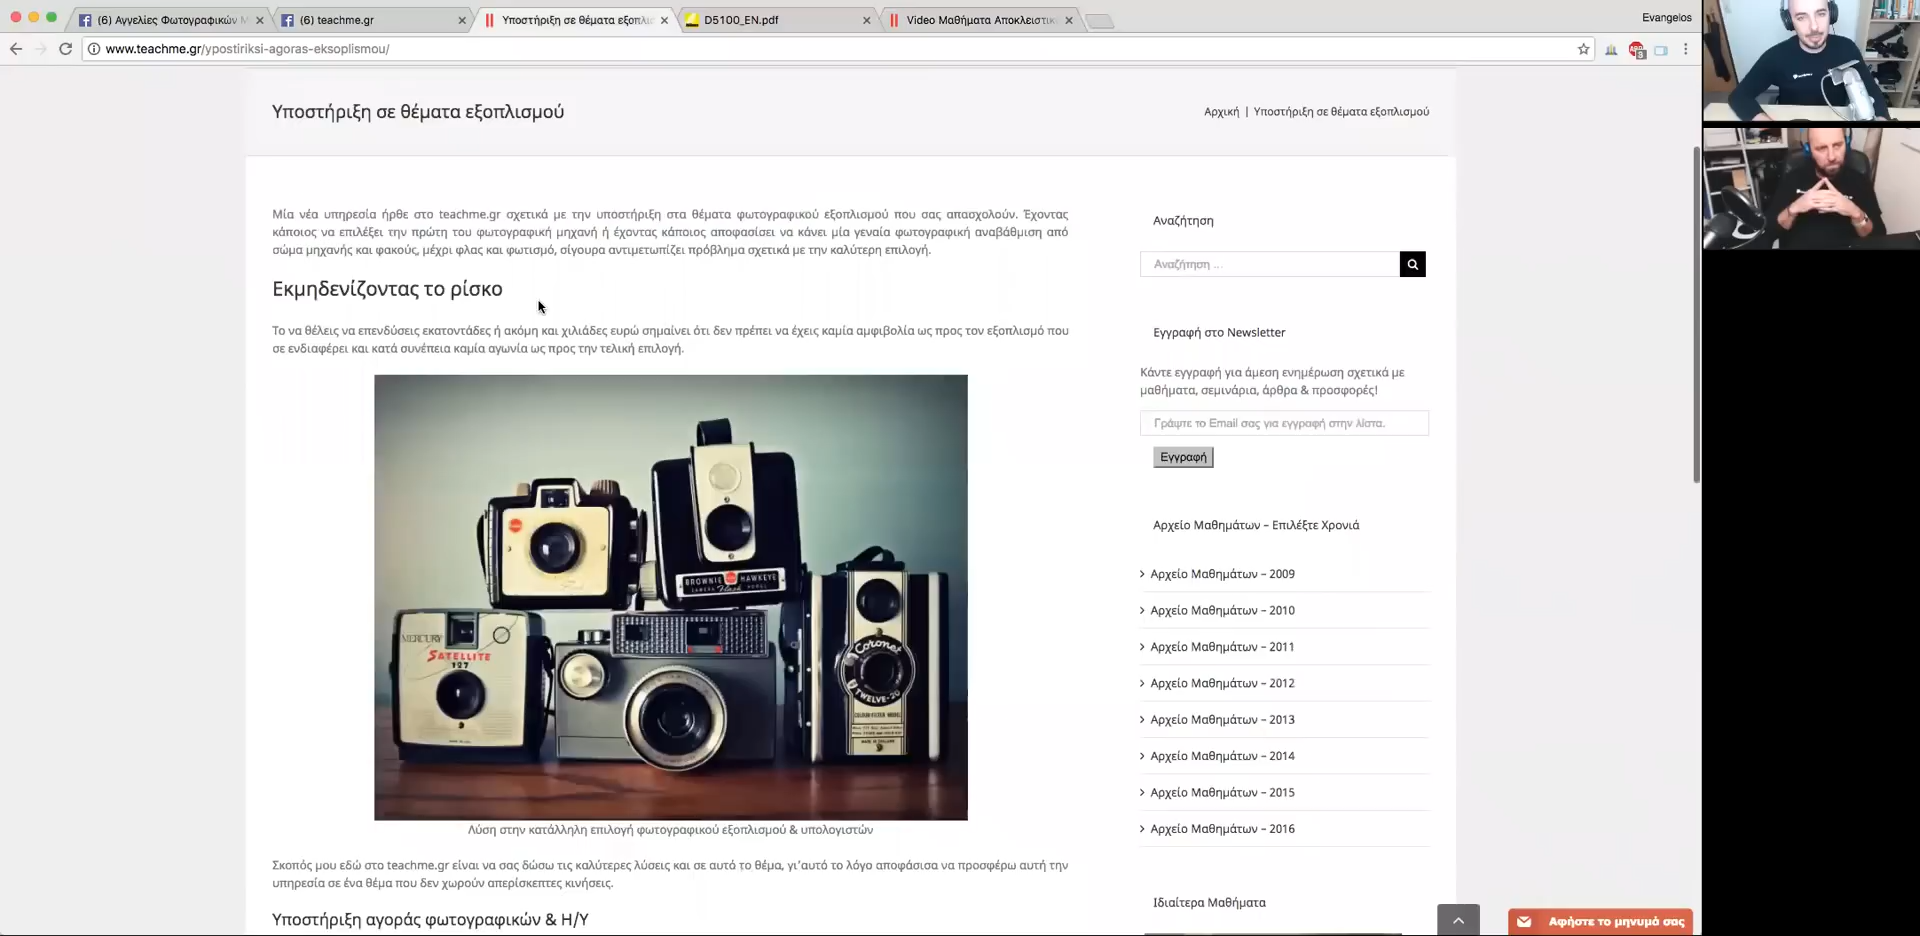 (6) Αγγελίες Φωτογραφικών Μ
(6) teachme.gr
Υποστήριξη σε θέματα εξοπλισ
D5100_EN.pdf
Video Μαθήματα Αποκλειστικ
Evangelos
www.teachme.gr/ypostiriksi-agoras-eksoplismou/
Υποστήριξη σε θέματα εξοπλισμού
Αρχική | Υποστήριξη σε θέματα εξοπλισμού
Μία νέα υπηρεσία ήρθε στο teachme.gr σχετικά με την υποστήριξη στα θέματα φωτογραφικού εξοπλισμού που σας απασχολούν. Έχοντας
κάποιος να επιλέξει την πρώτη του φωτογραφική μηχανή ή έχοντας κάποιος αποφασίσει να κάνει μία γεναία φωτογραφική αναβάθμιση από
σώμα μηχανής και φακούς, μέχρι φλας και φωτισμό, σίγουρα αντιμετωπίζει πρόβλημα σχετικά με την καλύτερη επιλογή.
Εκμηδενίζοντας το ρίσκο
Το να θέλεις να επενδύσεις εκατοντάδες ή ακόμη και χιλιάδες ευρώ σημαίνει ότι δεν πρέπει να έχεις καμία αμφιβολία ως προς τον εξοπλισμό που
σε ενδιαφέρει και κατά συνέπεια καμία αγωνία ως προς την τελική επιλογή.
BROWNIE HAWKEYE
CAMERA Flash MODEL
MERCURY
SATELLITE
127
Coronet
TWELVE-20
Λύση στην κατάλληλη επιλογή φωτογραφικού εξοπλισμού & υπολογιστών
Σκοπός μου εδώ στο teachme.gr είναι να σας δώσω τις καλύτερες λύσεις και σε αυτό το θέμα, γι'αυτό το λόγο αποφάσισα να προσφέρω αυτή την
υπηρεσία σε ένα θέμα που δεν χωρούν απερίσκεπτες κινήσεις.
Υποστήριξη αγοράς φωτογραφικών & Η/Υ
Αναζήτηση
Αναζήτηση ...
Εγγραφή στο Newsletter
Κάντε εγγραφή για άμεση ενημέρωση σχετικά με
μαθήματα, σεμινάρια, άρθρα & προσφορές!
Γράψτε το Email σας για εγγραφή στην λίστα.
Εγγραφή
Αρχείο Μαθημάτων – Επιλέξτε Χρονιά
Αρχείο Μαθημάτων – 2009
Αρχείο Μαθημάτων – 2010
Αρχείο Μαθημάτων – 2011
Αρχείο Μαθημάτων – 2012
Αρχείο Μαθημάτων – 2013
Αρχείο Μαθημάτων – 2014
Αρχείο Μαθημάτων – 2015
Αρχείο Μαθημάτων – 2016
Ιδιαίτερα Μαθήματα
Αφήστε το μηνυμά σας